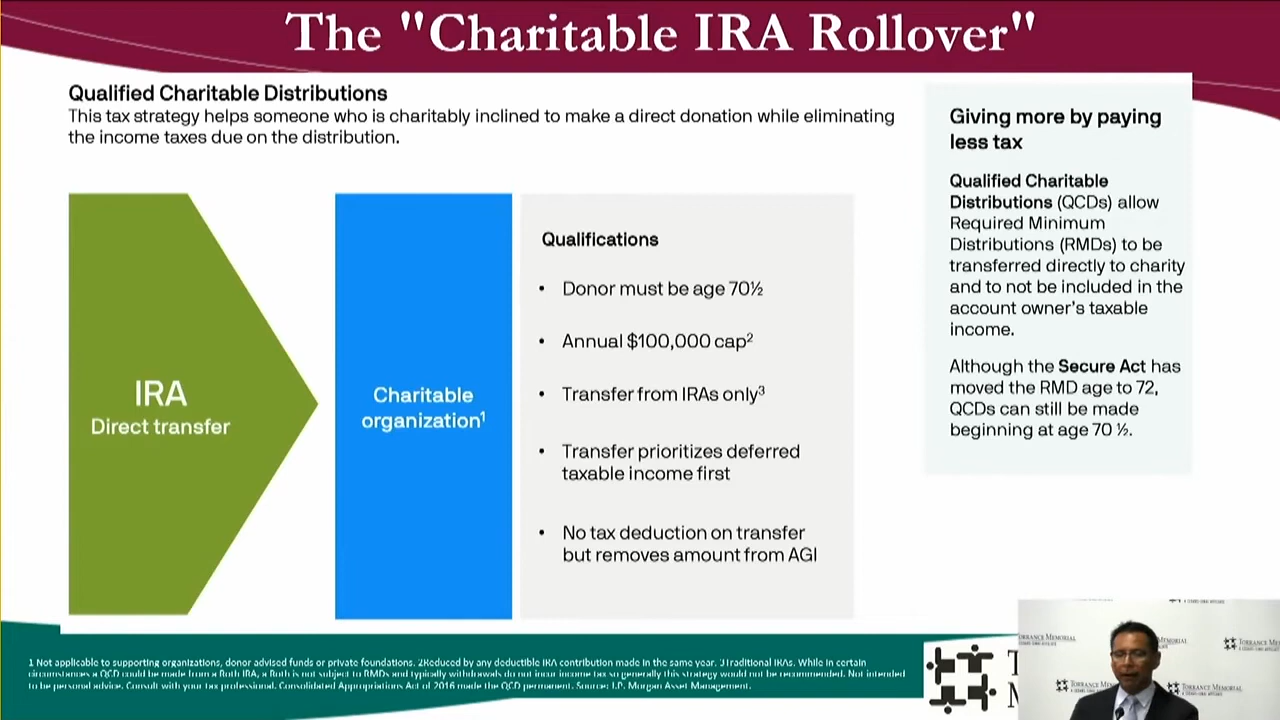 The "Charitable IRA Rollover"
Qualified Charitable Distributions
This tax strategy helps someone who is charitably inclined to make a direct donation while eliminating
the income taxes due on the distribution.
IRA
Direct transfer
Charitable
organization¹
Qualifications
• Donor must be age 70½
• Annual $100,000 cap²
• Transfer from IRAs only³
• Transfer prioritizes deferred
taxable income first
• No tax deduction on transfer
but removes amount from AGI
Giving more by paying
less tax
Qualified Charitable
Distributions (QCDs) allow
Required Minimum
Distributions (RMDs) to be
transferred directly to charity
and to not be included in the
account owner's taxable
income.
Although the Secure Act has
moved the RMD age to 72,
QCDs can still be made
beginning at age 70 ½.
1 Not applicable to supporting organizations, donor advised funds or private foundations. 2Reduced by any deductible IRA contribution made in the same year. 3Traditional IRAs. While in certain
circumstances a QCD could be made from a Roth IRA, a Roth is not subject to RMDs and typically withdrawals do not incur income tax so generally this strategy would not be recommended. Not intended
to be personal advice. Consult with your tax professional. Consolidated Appropriations Act of 2016 made the QCD permanent. Source: J.P. Morgan Asset Management.
T
M
TORRANCE MEMORIAL
TORRANCE MEMORIAL